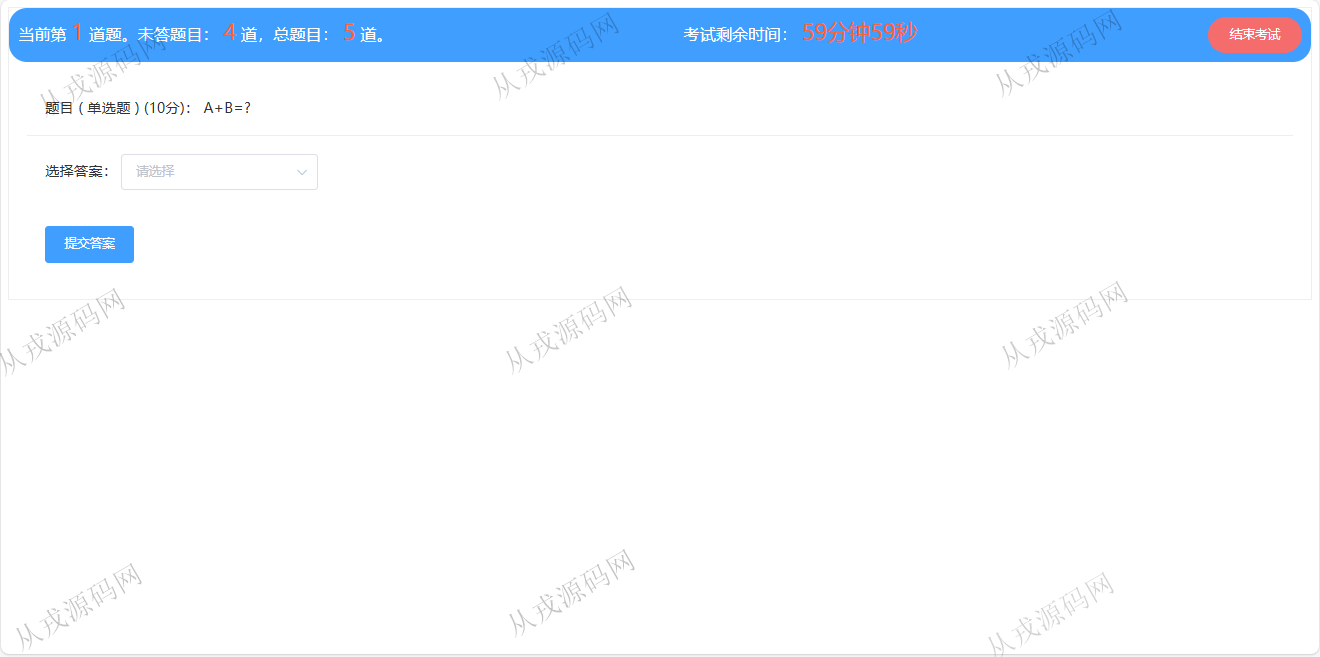 当前第 1 道题。未答题目： 4 道，总题目： 5 道。
考试剩余时间： 59分钟59秒
结束考试
题目 ( 单选题 ) (10分)： A+B=?
选择答案： 请选择
提交答案
从戎源码网
从戎源码网
从戎源码网
从戎源码网
从戎源码网
从戎源码网
从戎源码网
从戎源码网
从戎源码网